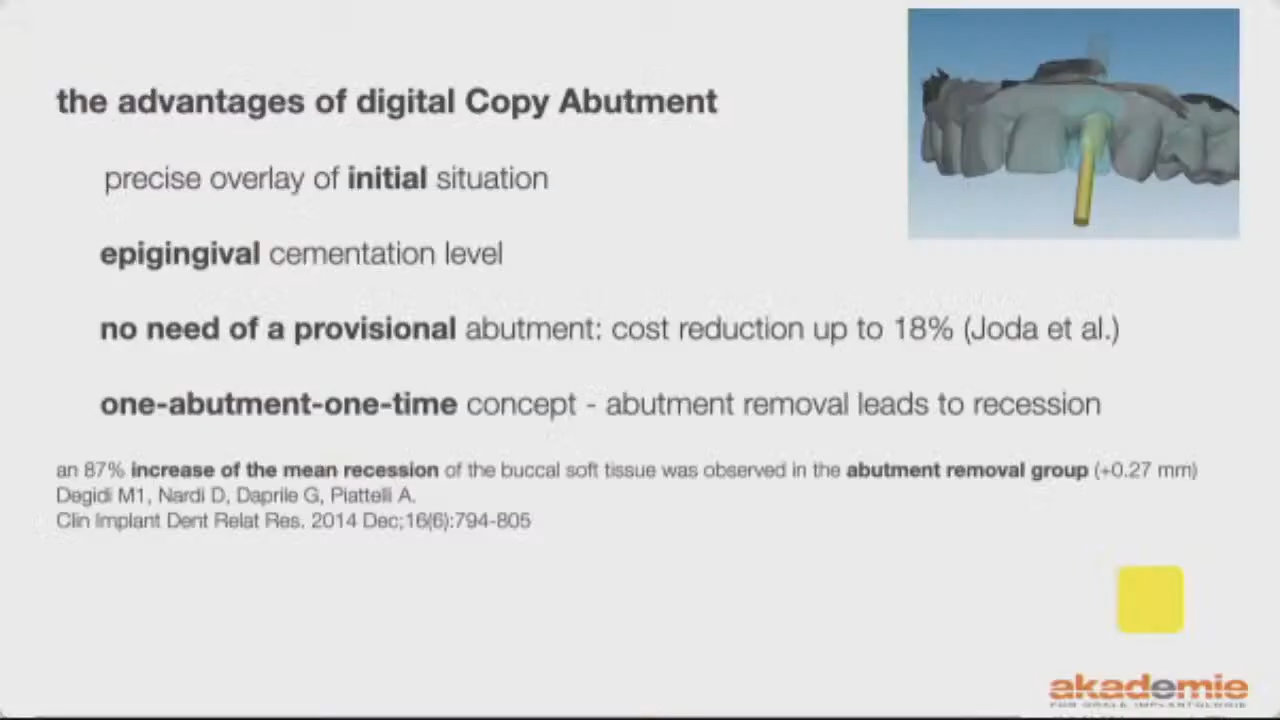 the advantages of digital Copy Abutment
precise overlay of initial situation
epigingival cementation level
no need of a provisional abutment: cost reduction up to 18% (Joda et al.)
one-abutment-one-time concept - abutment removal leads to recession
an 87% increase of the mean recession of the buccal soft tissue was observed in the abutment removal group (+0.27 mm)
Degidi M1, Nardi D, Daprile G, Piattelli A.
Clin Implant Dent Relat Res. 2014 Dec;16(6):794-805
akademie
FÜR ORALE IMPLANTOLOGIE